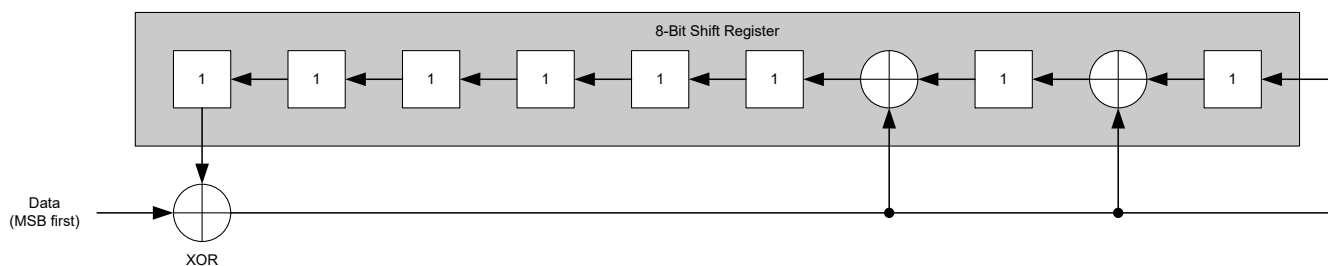 8-Bit Shift Register
1 1 1 1 1 1 1 1
Data
(MSB first)
XOR